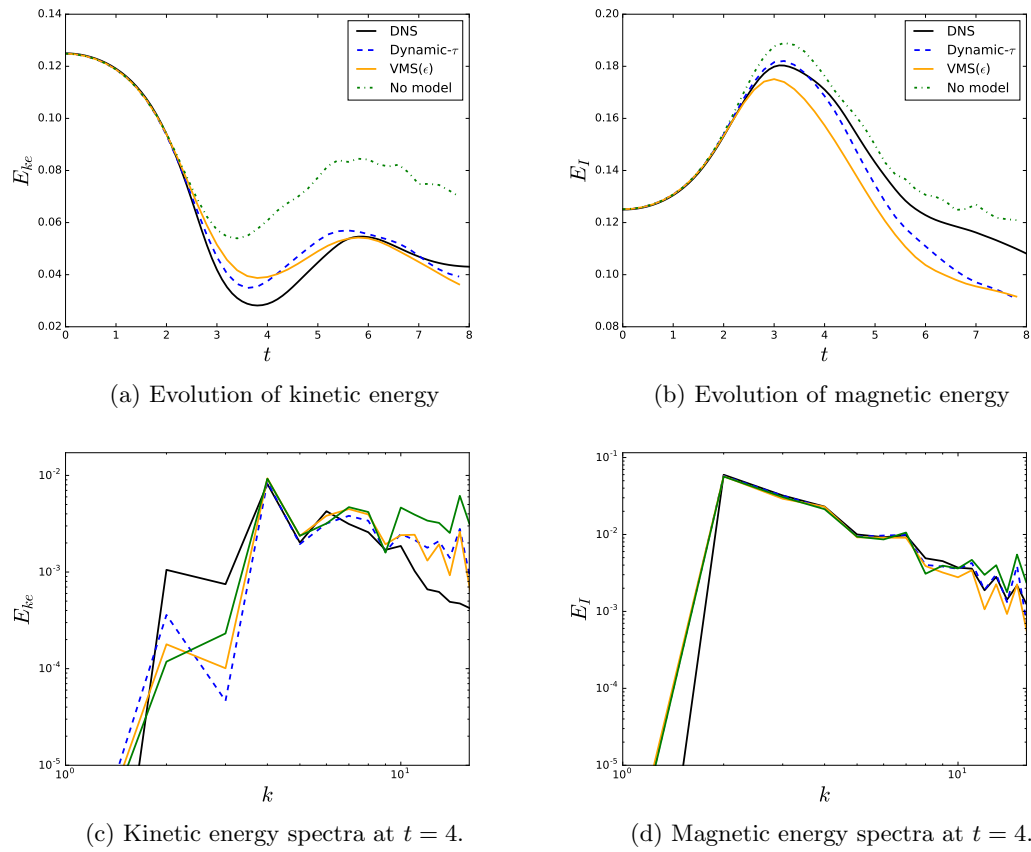 0.14
0.12
0.10
0.08
0.06
0.04
0.02
E_ke
DNS
Dynamic-τ
VMS(ϵ)
No model
0 1 2 3 4 5 6 7 8
t
(a) Evolution of kinetic energy
0.20
0.18
0.16
0.14
0.12
0.10
0.08
E_I
DNS
Dynamic-τ
VMS(ϵ)
No model
0 1 2 3 4 5 6 7 8
t
(b) Evolution of magnetic energy
10^-2
10^-3
10^-4
10^-5
E_ke
10^0 10^1
k
(c) Kinetic energy spectra at t = 4.
10^-1
10^-2
10^-3
10^-4
10^-5
E_I
10^0 10^1
k
(d) Magnetic energy spectra at t = 4.